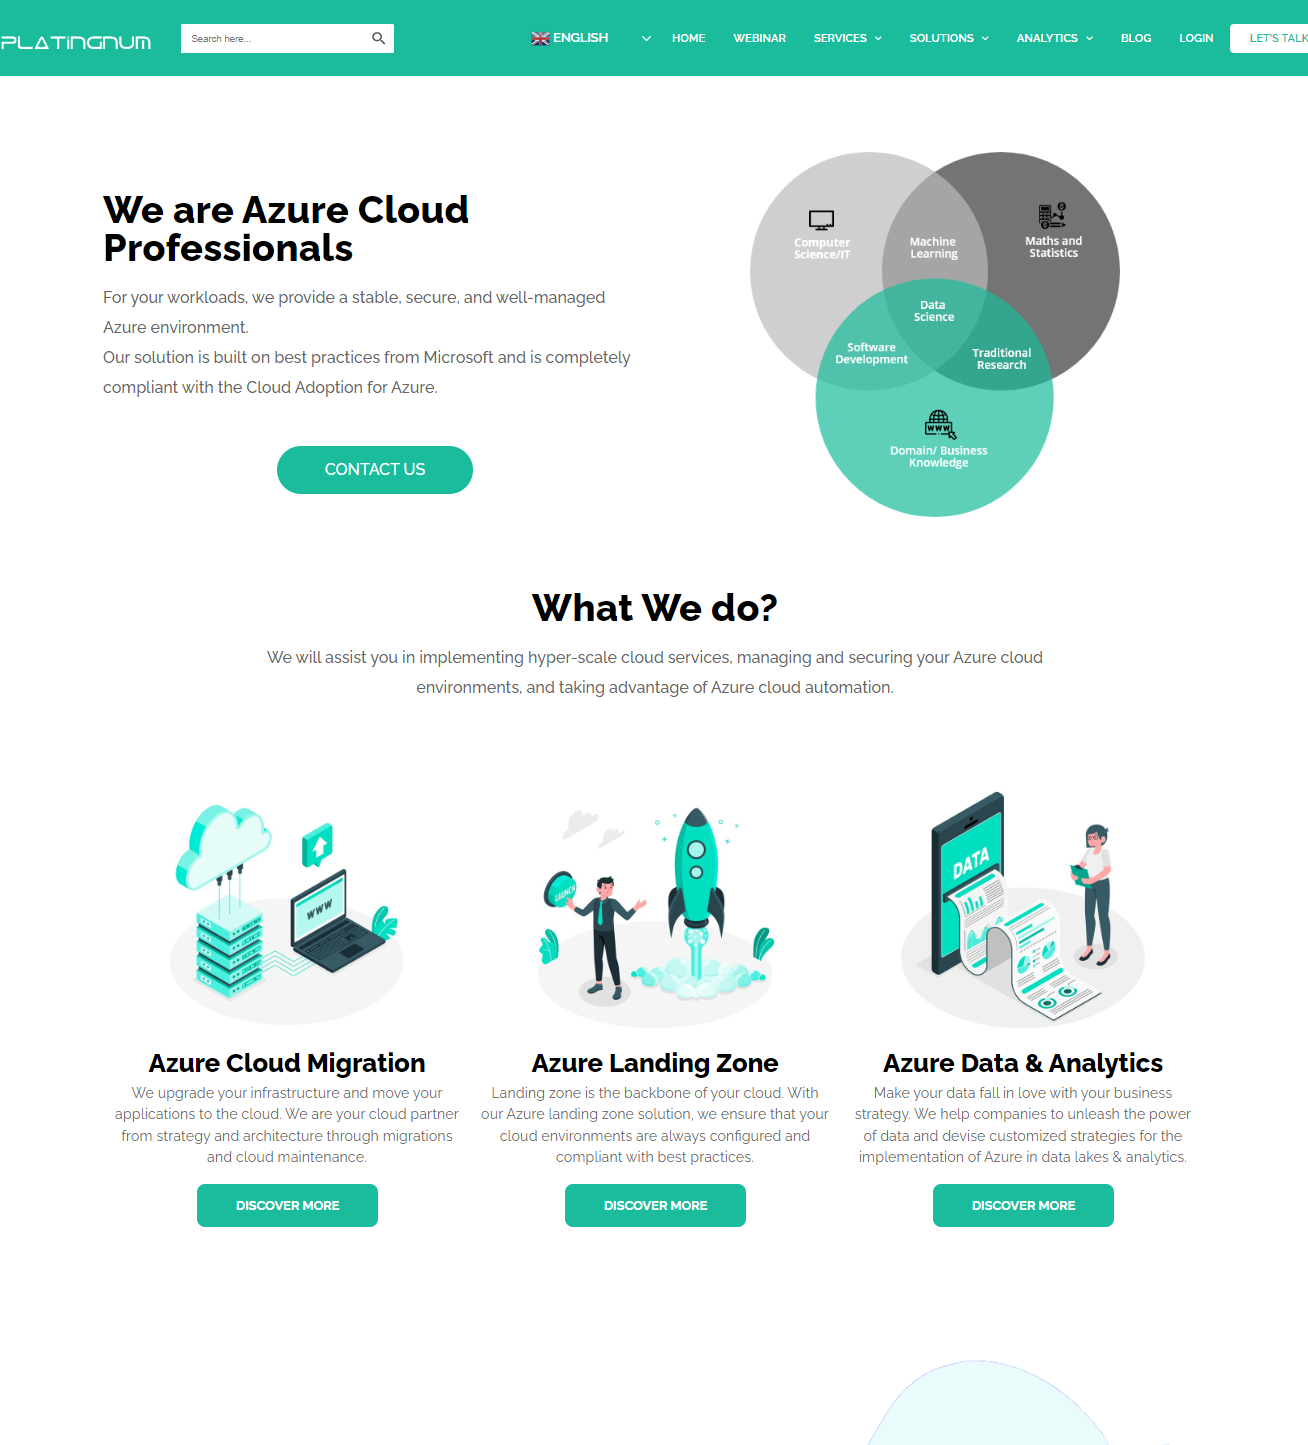 PLATINGNUM
Search here...
ENGLISH
HOME
WEBINAR
SERVICES
SOLUTIONS
ANALYTICS
BLOG
LOGIN
LET'S TALK
We are Azure Cloud
Professionals
For your workloads, we provide a stable, secure, and well-managed
Azure environment.
Our solution is built on best practices from Microsoft and is completely
compliant with the Cloud Adoption for Azure.
CONTACT US
Computer
Science/IT
Machine
Learning
Maths and
Statistics
Data
Science
Software
Development
Traditional
Research
WWW
Domain/ Business
Knowledge
What We do?
We will assist you in implementing hyper-scale cloud services, managing and securing your Azure cloud
environments, and taking advantage of Azure cloud automation.
WWW
LAUNCH
DATA
Azure Cloud Migration
We upgrade your infrastructure and move your
applications to the cloud. We are your cloud partner
from strategy and architecture through migrations
and cloud maintenance.
DISCOVER MORE
Azure Landing Zone
Landing zone is the backbone of your cloud. With
our Azure landing zone solution, we ensure that your
cloud environments are always configured and
compliant with best practices.
DISCOVER MORE
Azure Data & Analytics
Make your data fall in love with your business
strategy. We help companies to unleash the power
of data and devise customized strategies for the
implementation of Azure in data lakes & analytics.
DISCOVER MORE